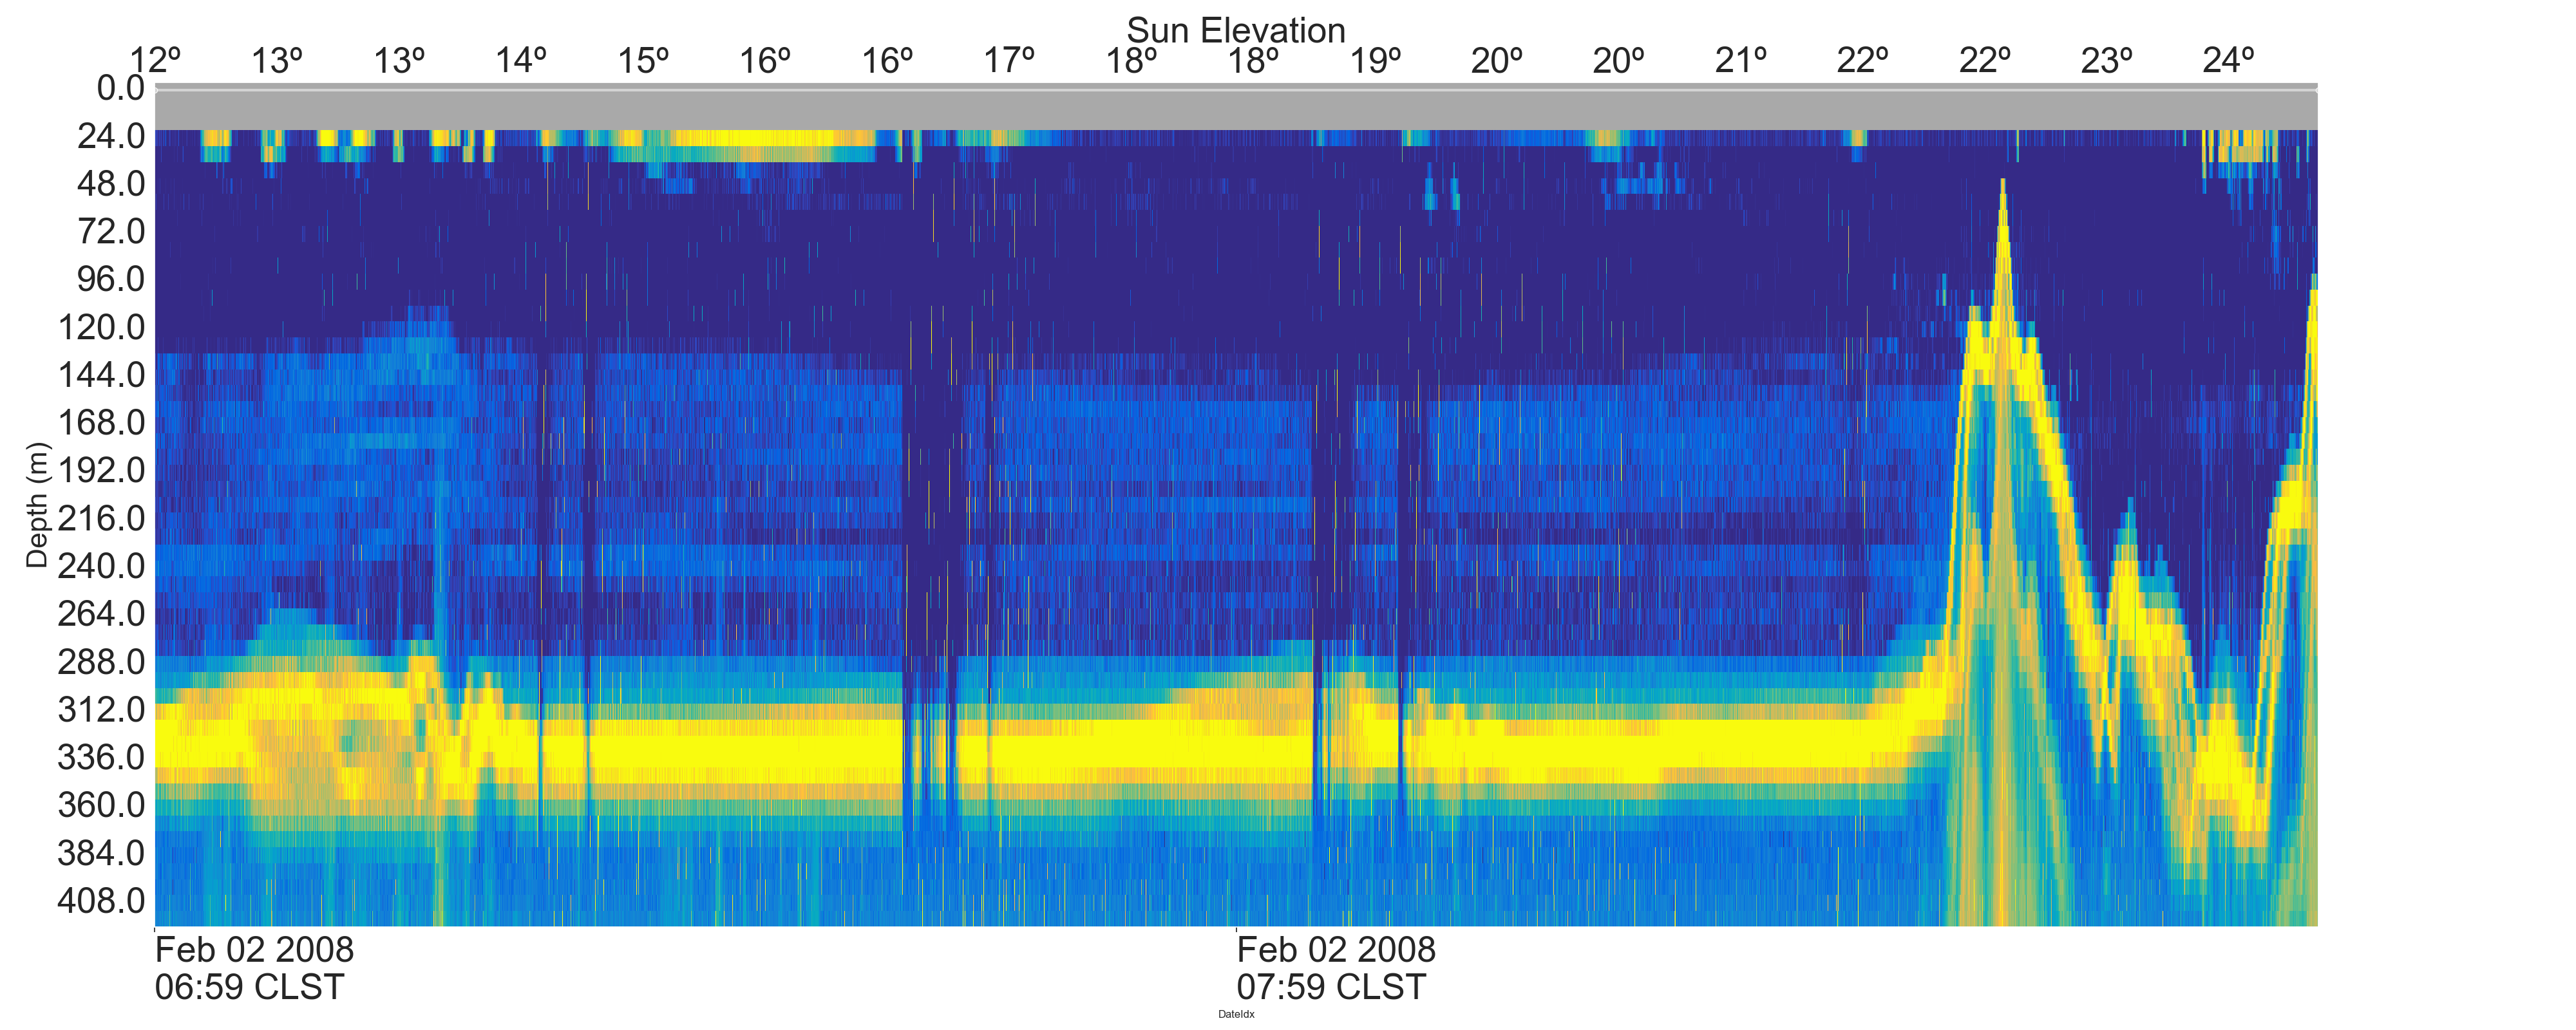 Sun Elevation
12º 13º 13º 14º 15º 16º 16º 17º 18º 18º 19º 20º 20º 21º 22º 22º 23º 24º
0.0
24.0
48.0
72.0
96.0
120.0
144.0
168.0
192.0
216.0
240.0
264.0
288.0
312.0
336.0
360.0
384.0
408.0
Depth (m)
Feb 02 2008
06:59 CLST
Feb 02 2008
07:59 CLST
DateIdx